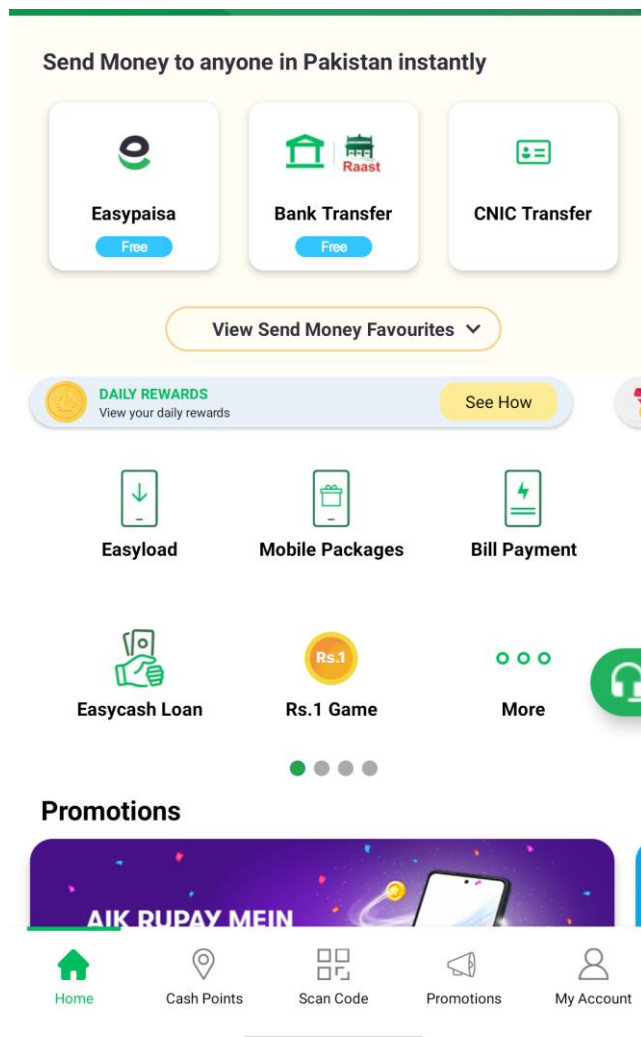 Send Money to anyone in Pakistan instantly
Raast
Easypaisa
Bank Transfer
CNIC Transfer
Free
Free
View Send Money Favourites
DAILY REWARDS
View your daily rewards
See How
Easyload
Mobile Packages
Bill Payment
Rs.1
Easycash Loan
Rs.1 Game
More
Promotions
AIK RUPAY MEIN
Home
Cash Points
Scan Code
Promotions
My Account